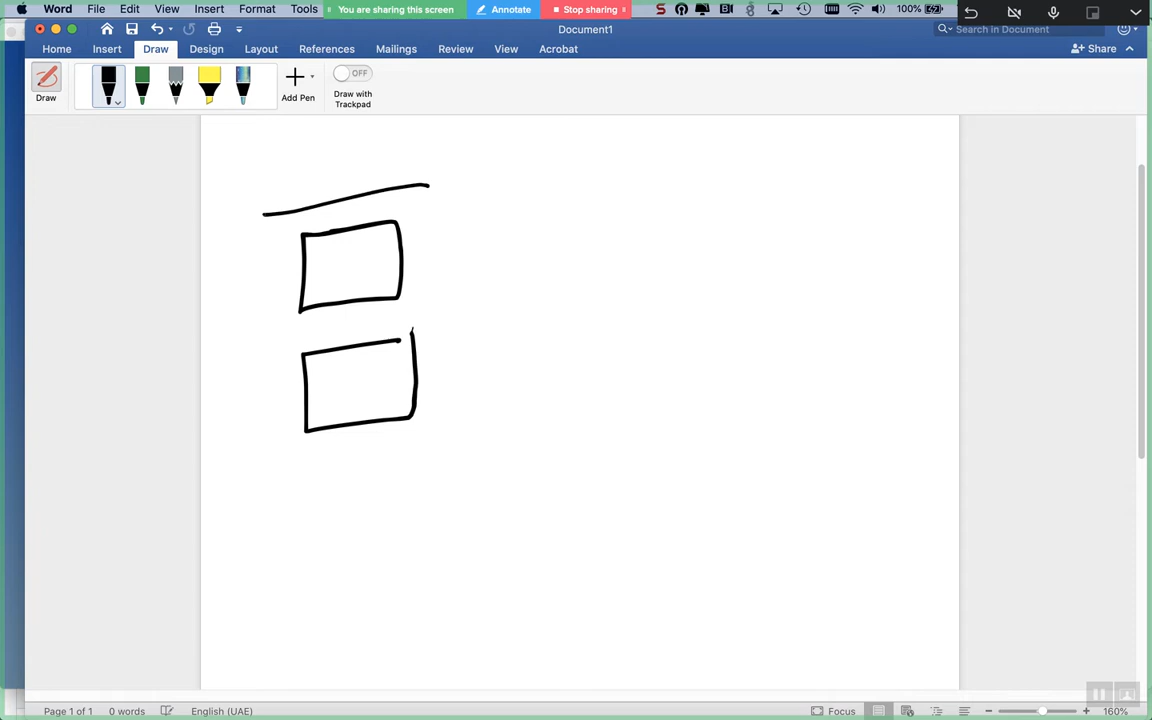 Word File Edit View Insert Format Tools You are sharing this screen Annotate Stop sharing 100%
Document1
Search in Document
Home Insert Draw Design Layout References Mailings Review View Acrobat Share
OFF
Draw Add Pen Draw with
Trackpad
Page 1 of 1 0 words English (UAE) Focus 160%